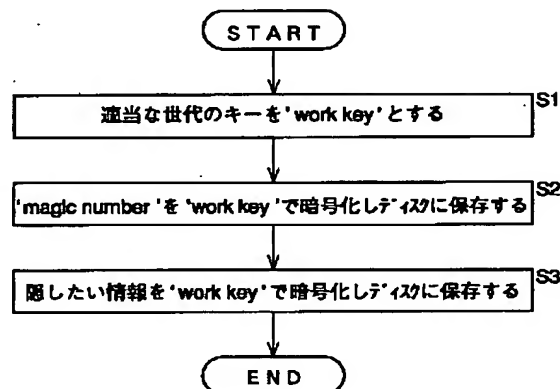 START
適当な世代のキーを'work key'とする
S1
'magic number'を'work key'で暗号化しディスクに保存する
S2
隠したい情報を'work key'で暗号化しディスクに保存する
S3
END